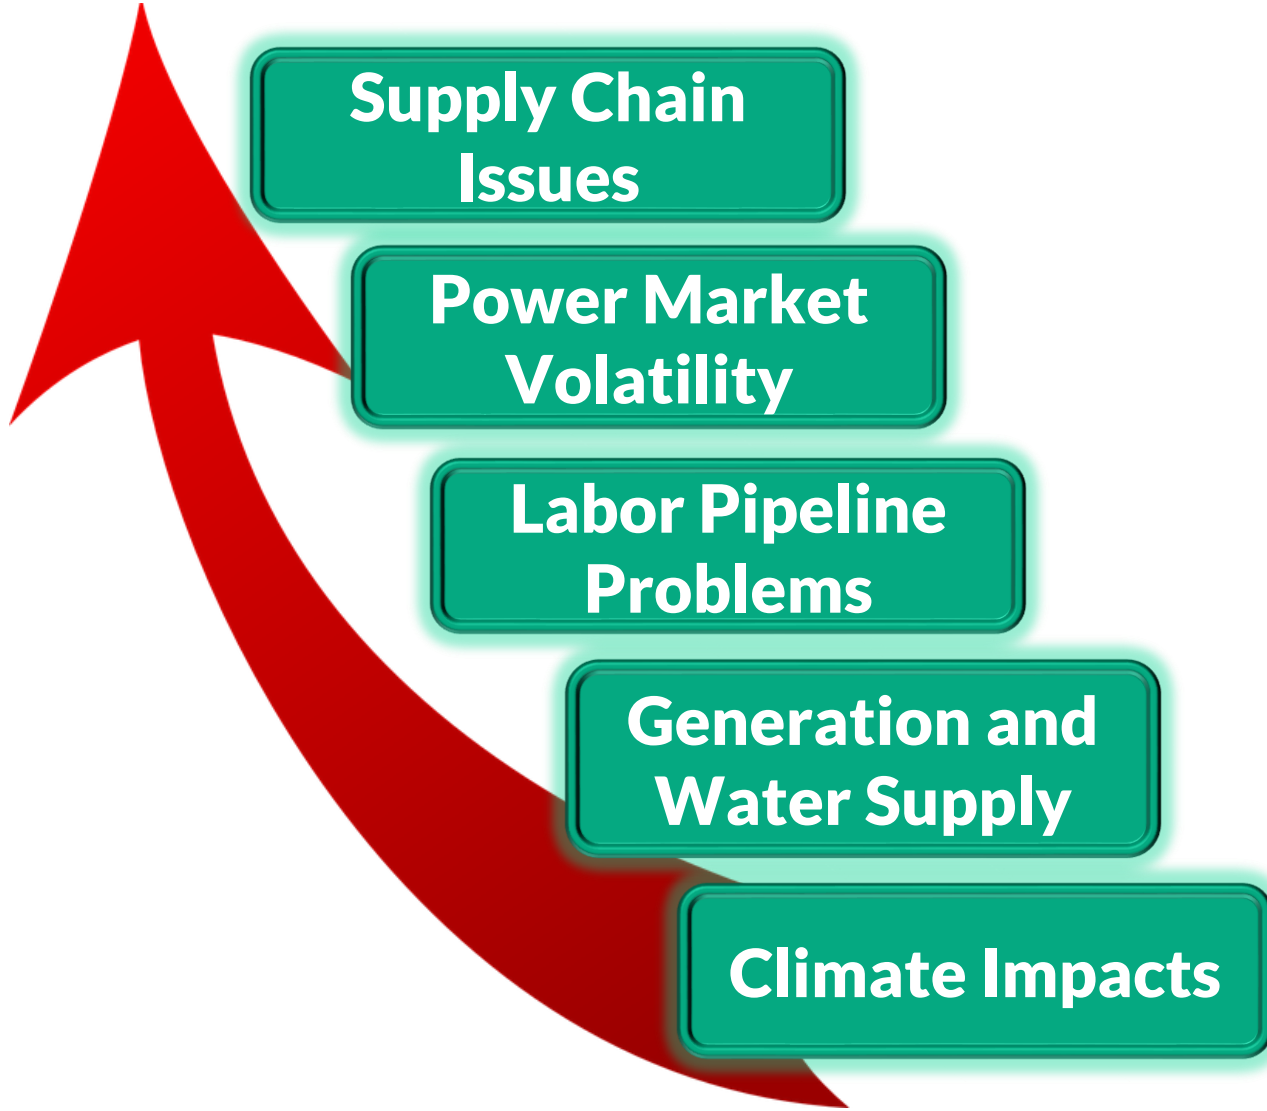 Supply Chain
Issues
Power Market
Volatility
Labor Pipeline
Problems
Generation and
Water Supply
Climate Impacts